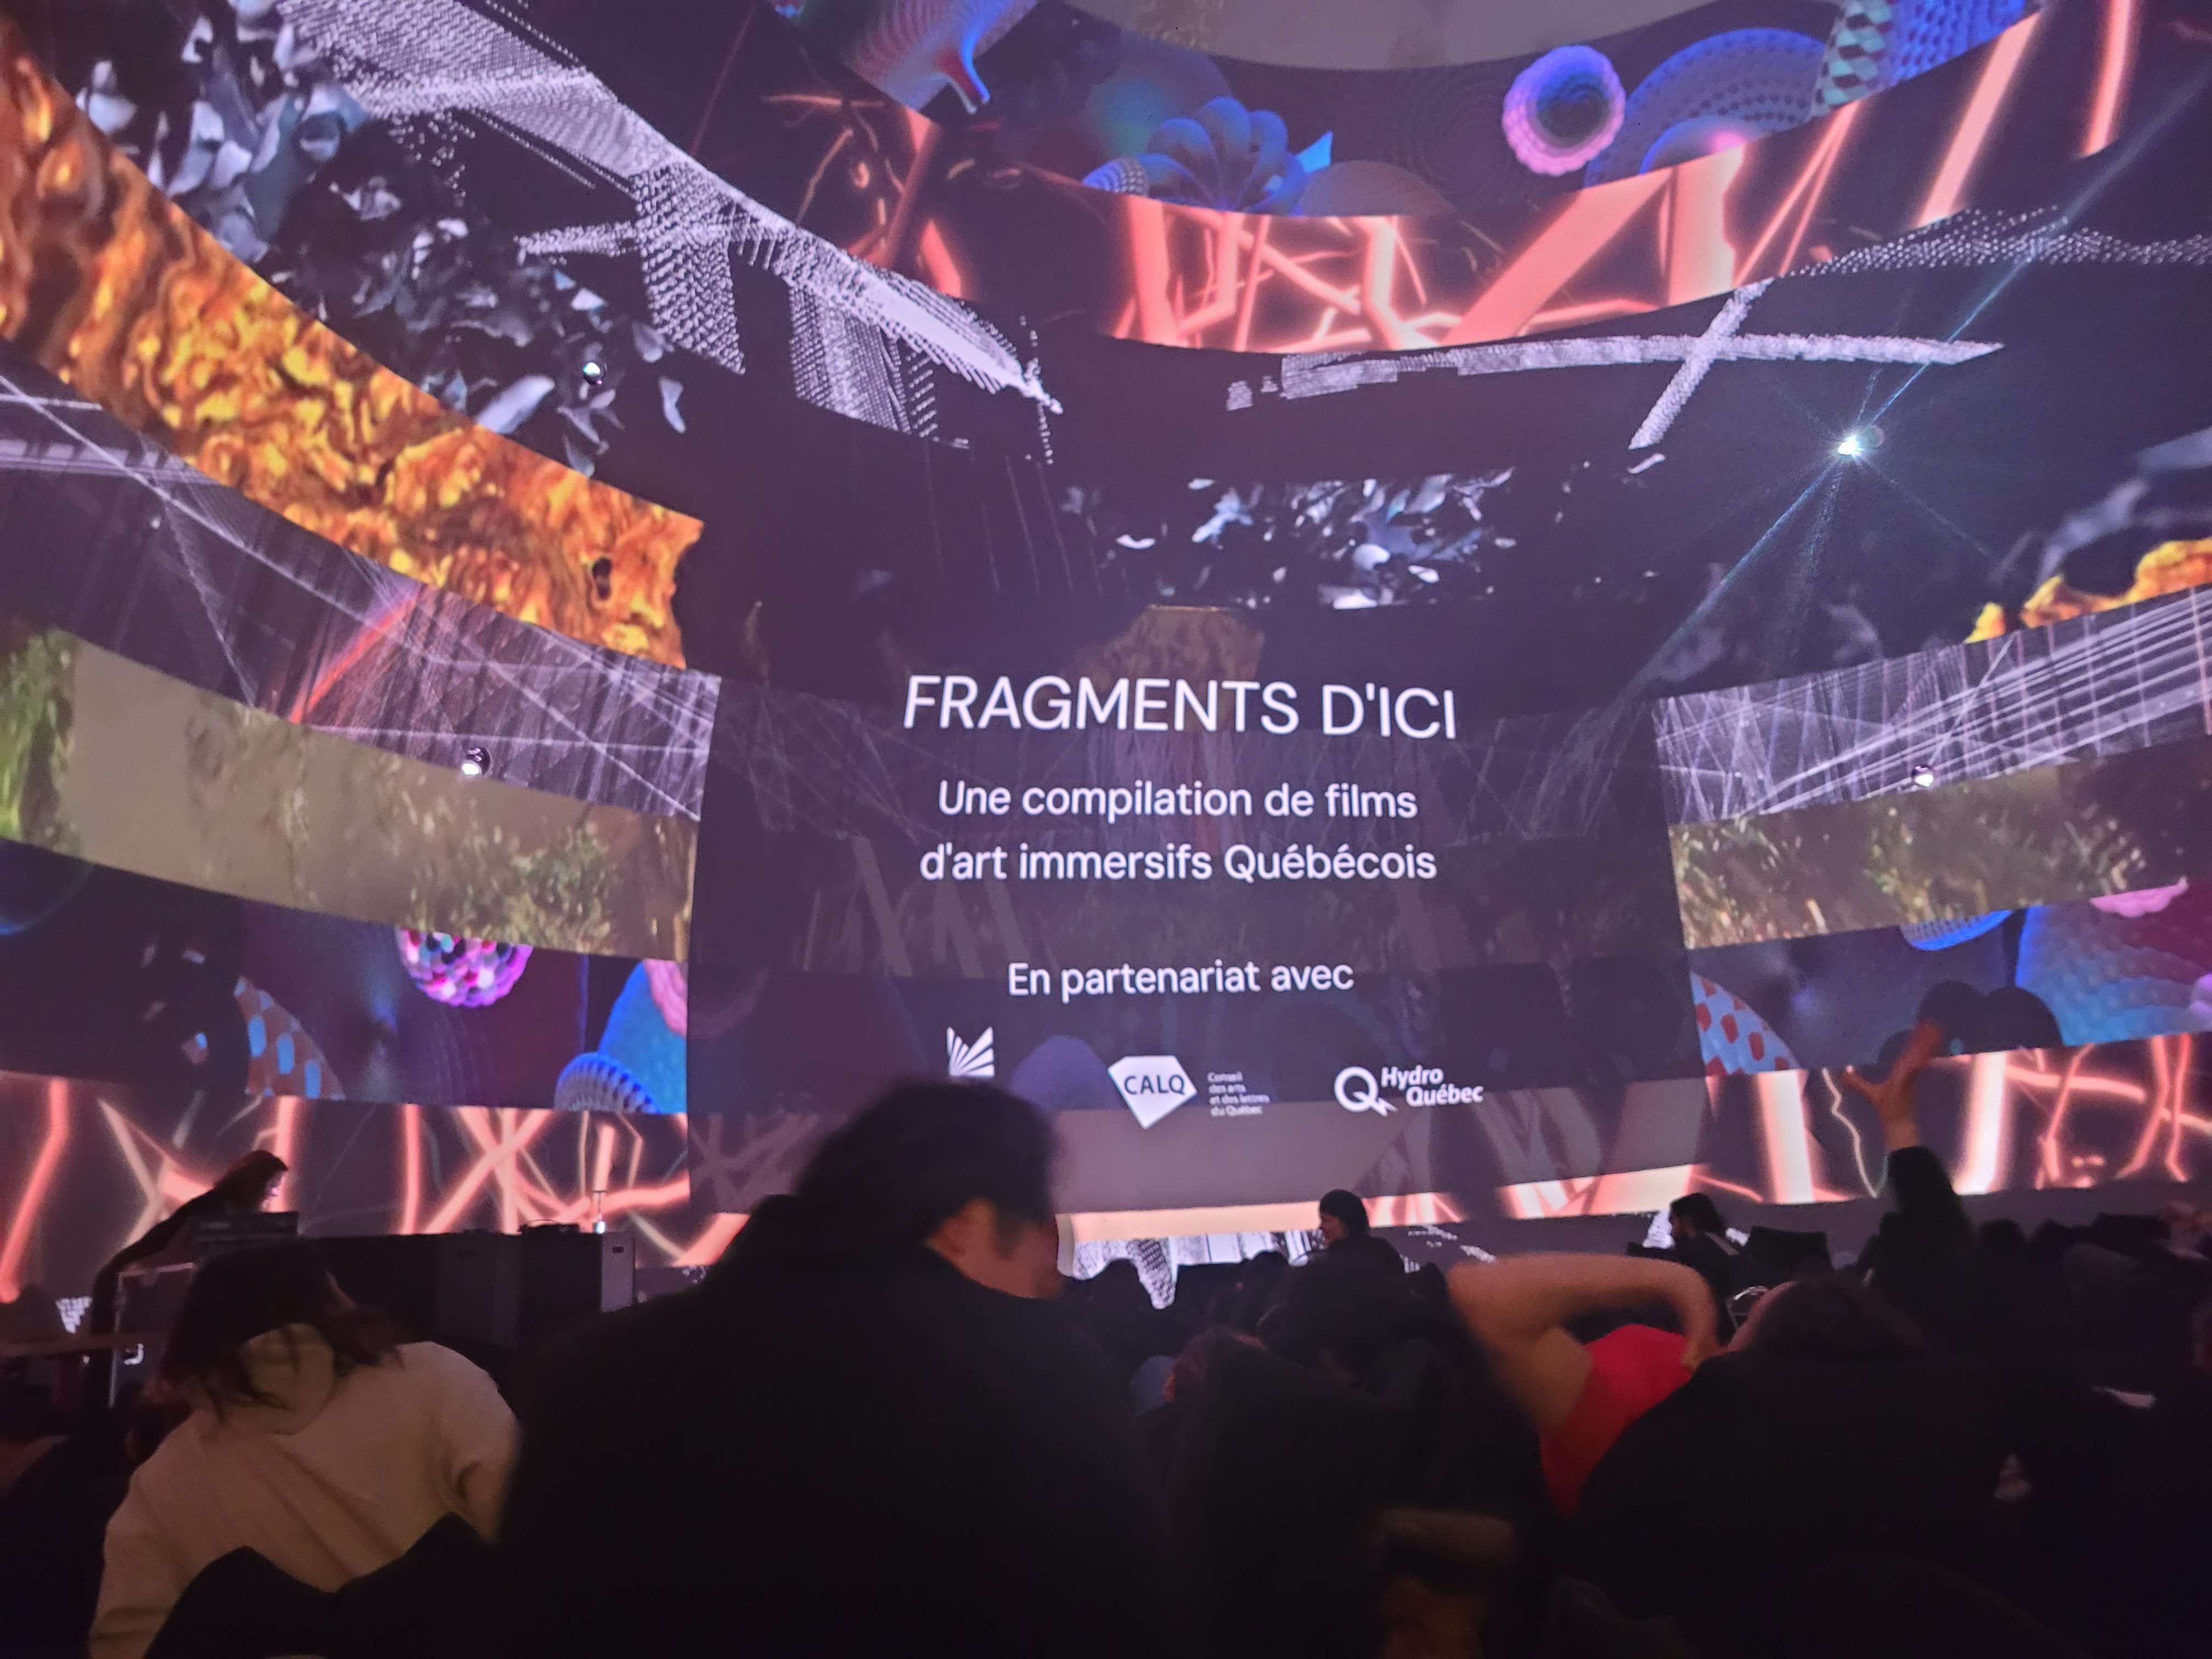 FRAGMENTS D'ICI
Une compilation de films
d'art immersifs Québécois
En partenariat avec
CALQ
Conseil
des arts
et des lettres
du Québec
Hydro
Québec